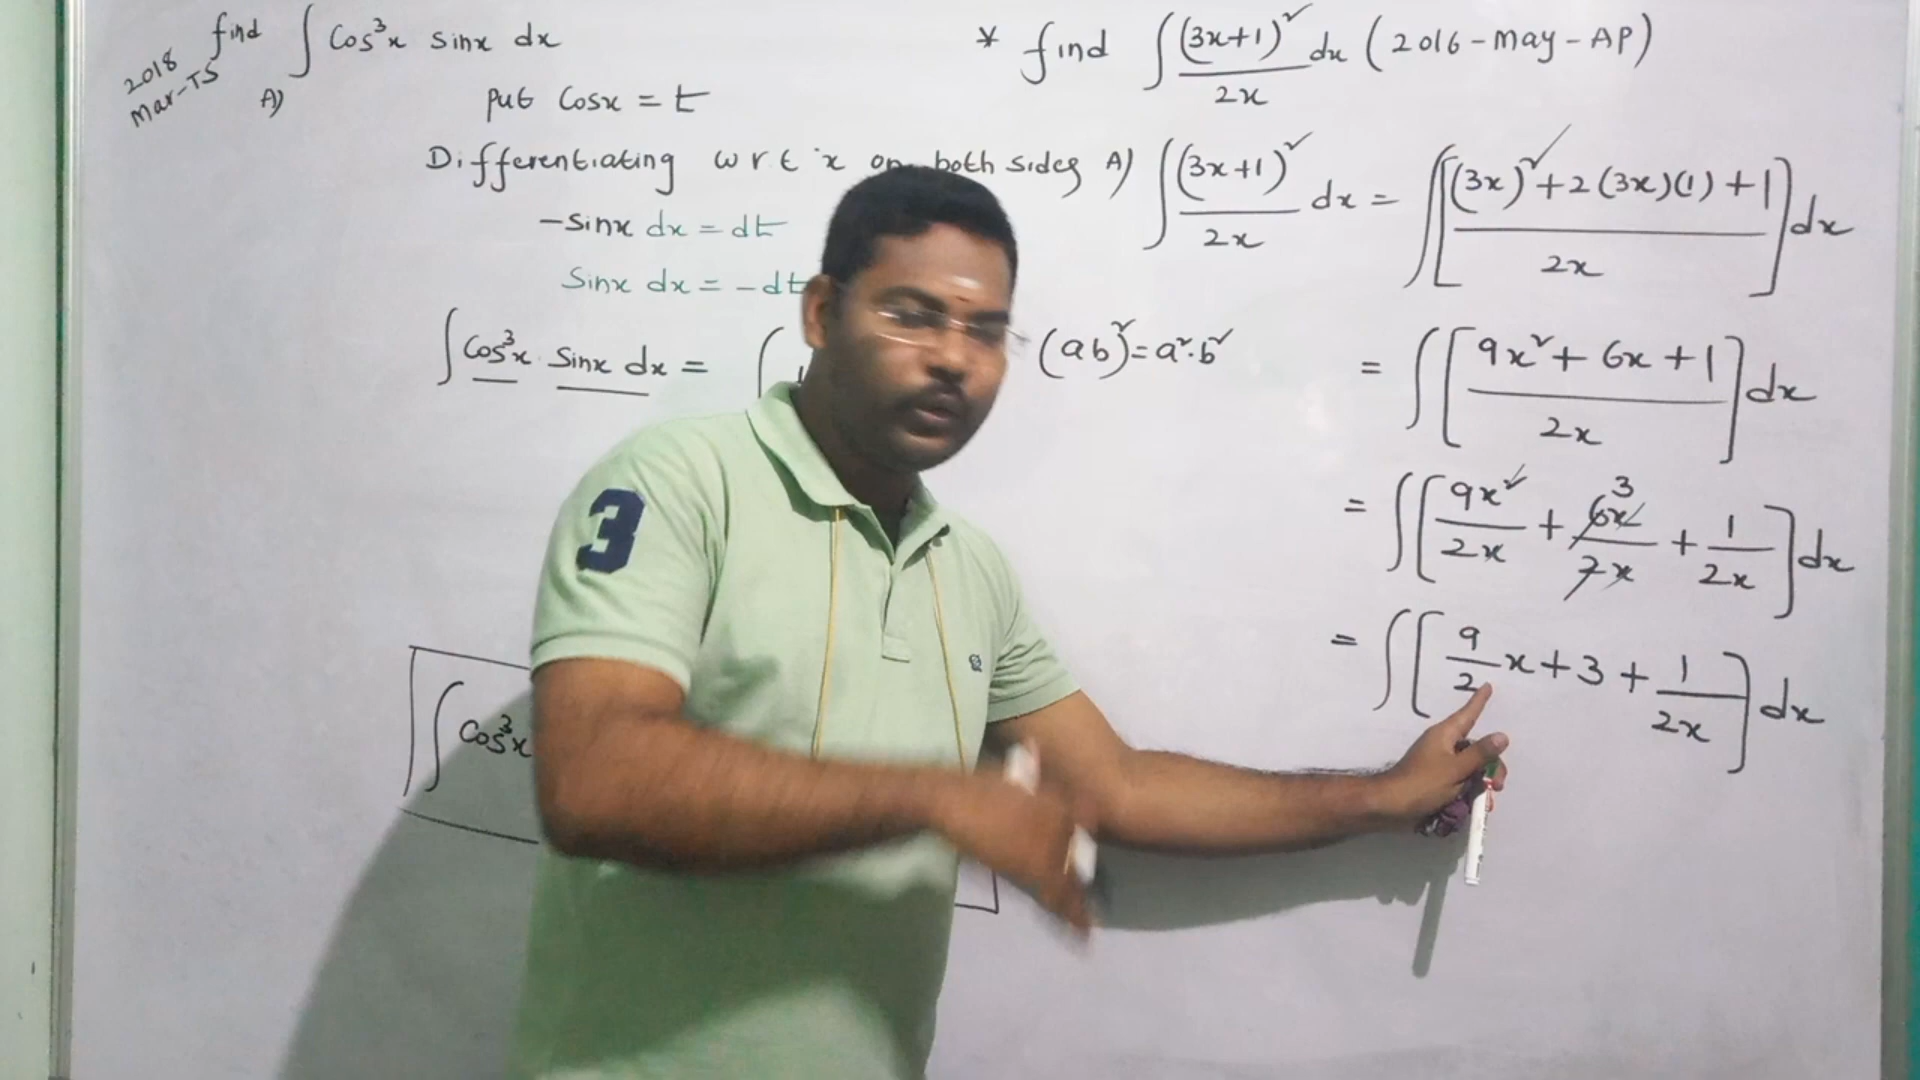 find ∫ Cos³x sinx dx
2018
Mar-TS
A)
put Cosx = t
Differentiating w r t x on both sides
-Sinx dx = dt
Sinx dx = -dt
∫ Cos³x Sinx dx = ∫
∫ Cos³x
* find ∫ (3x+1)²/2x dx (2016-May-AP)
A) ∫ (3x+1)²/2x dx = ∫ [(3x)²+2(3x)(1)+1/2x] dx
(ab)² = a².b²
= ∫ [9x²+6x+1/2x] dx
= ∫ [9x²/2x + 6x/2x + 1/2x] dx
3
= ∫ [9/2 x+3+1/2x] dx
3